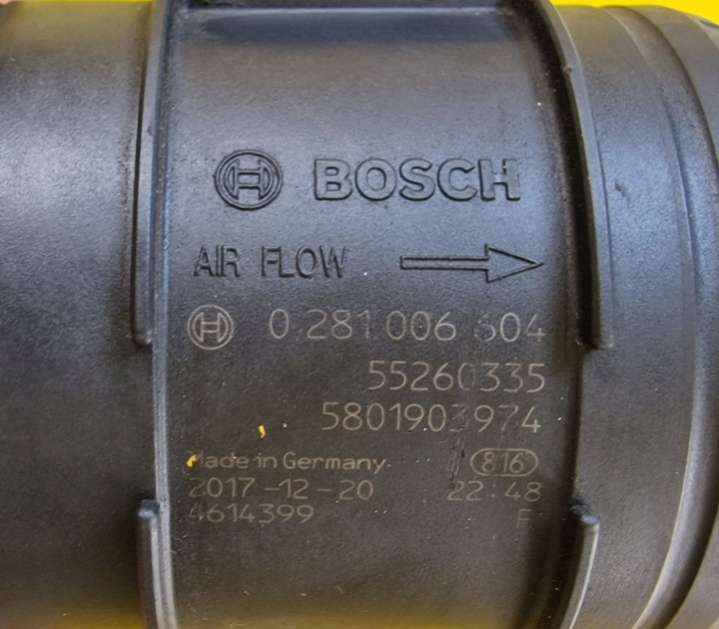 BOSCH
AIR FLOW
0 281 006 604
55260335
5801903974
Made in Germany 816
2017-12-20 22:48
4614399 F